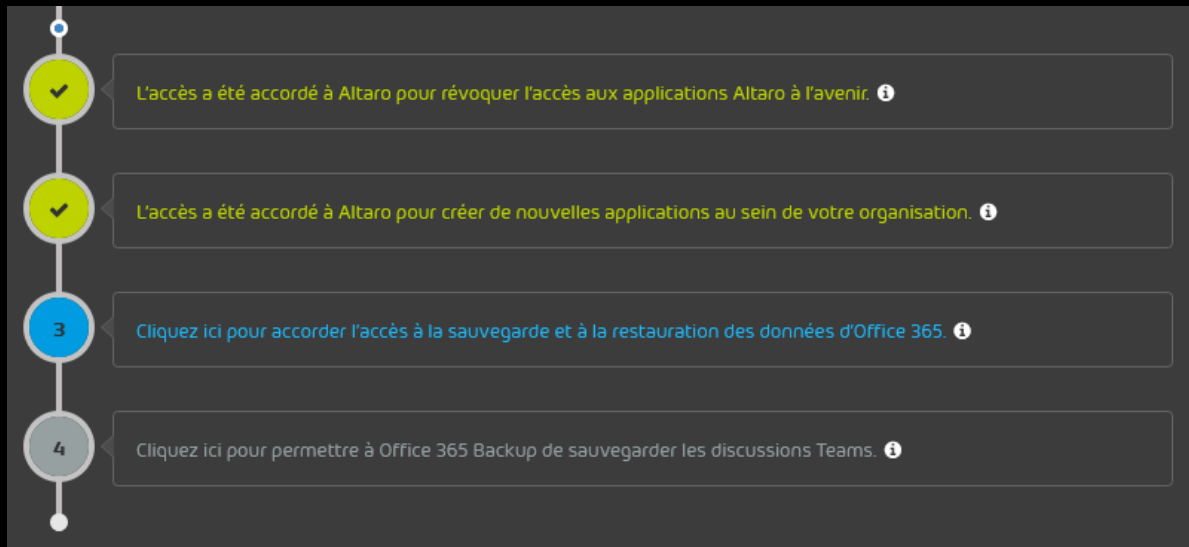 L'accès a été accordé à Altaro pour révoquer l'accès aux applications Altaro à l'avenir.
L'accès a été accordé à Altaro pour créer de nouvelles applications au sein de votre organisation.
3 Cliquez ici pour accorder l'accès à la sauvegarde et à la restauration des données d'Office 365.
4 Cliquez ici pour permettre à Office 365 Backup de sauvegarder les discussions Teams.